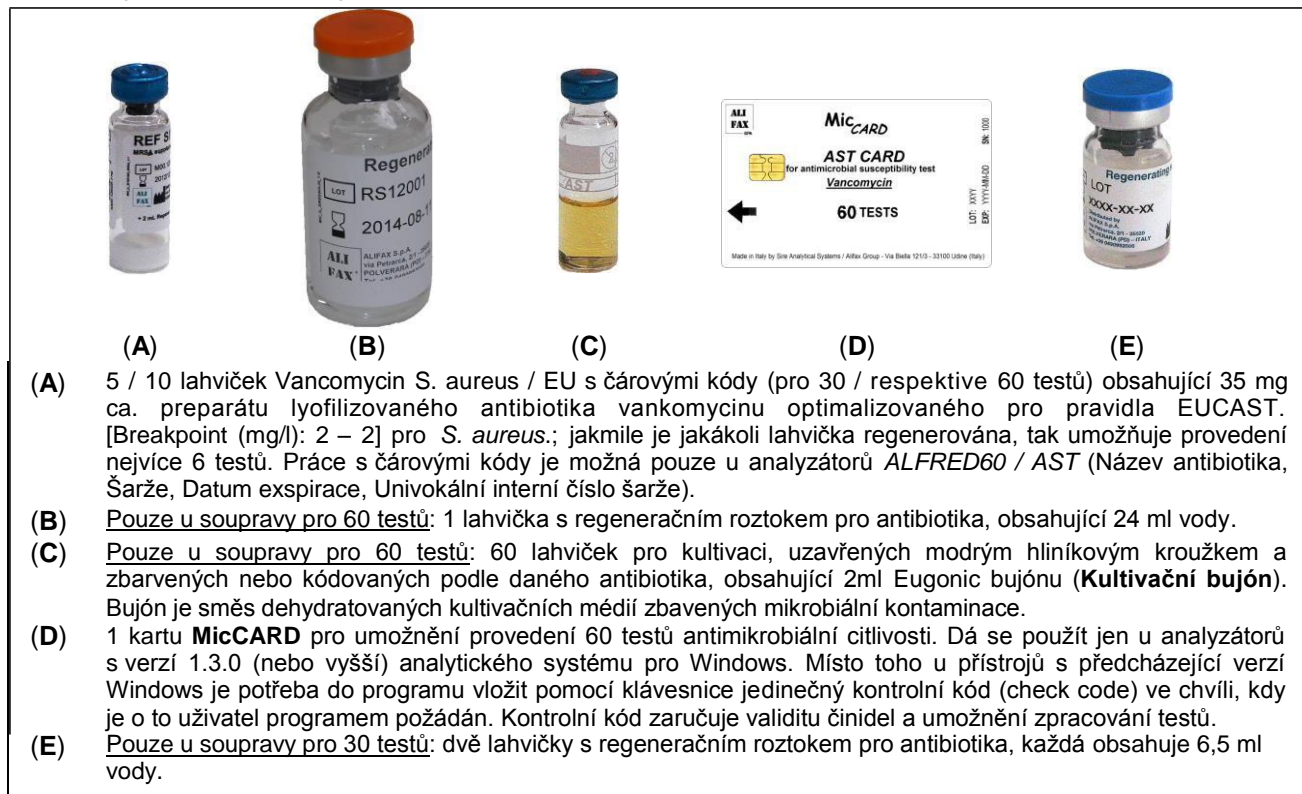 REF S
MRSA
Regenera
LOT RS12001
2014-08-11
ALI FAX
ALIFAX S.p.A.
via Petrarca, 2/1 -
POLVERARA (PD) –
AST
ALI
FAX
MicCARD
AST CARD
for antimicrobial susceptibility test
Vancomycin
60 TESTS
LOT: XXYY
EXP: YYYY-MM-DD
SN: 1000
Made in Italy by Sire Analytical Systems / Alifax Group - Via Biella 121/3 - 33100 Udine (Italy)
Regenerating
LOT
XXXX-XX-XX
(A) (B) (C) (D) (E)
(A) 5 / 10 lahviček Vancomycin S. aureus / EU s čárovými kódy (pro 30 / respektive 60 testů) obsahující 35 mg
ca. preparátu lyofilizovaného antibiotika vankomycinu optimalizovaného pro pravidla EUCAST.
[Breakpoint (mg/l): 2 – 2] pro S. aureus.; jakmile je jakákoli lahvička regenerována, tak umožňuje provedení
nejvíce 6 testů. Práce s čárovými kódy je možná pouze u analyzátorů ALFRED60 / AST (Název antibiotika,
Šarže, Datum exspirace, Univokální interní číslo šarže).
(B) Pouze u soupravy pro 60 testů: 1 lahvička s regeneračním roztokem pro antibiotika, obsahující 24 ml vody.
(C) Pouze u soupravy pro 60 testů: 60 lahviček pro kultivaci, uzavřených modrým hliníkovým kroužkem a
zbarvených nebo kódovaných podle daného antibiotika, obsahující 2ml Eugonic bujónu (Kultivační bujón).
Bujón je směs dehydratovaných kultivačních médií zbavených mikrobiální kontaminace.
(D) 1 kartu MicCARD pro umožnění provedení 60 testů antimikrobiální citlivosti. Dá se použít jen u analyzátorů
s verzí 1.3.0 (nebo vyšší) analytického systému pro Windows. Místo toho u přístrojů s předcházející verzí
Windows je potřeba do programu vložit pomocí klávesnice jedinečný kontrolní kód (check code) ve chvíli, kdy
je o to uživatel programem požádán. Kontrolní kód zaručuje validitu činidel a umožnění zpracování testů.
(E) Pouze u soupravy pro 30 testů: dvě lahvičky s regeneračním roztokem pro antibiotika, každá obsahuje 6,5 ml
vody.